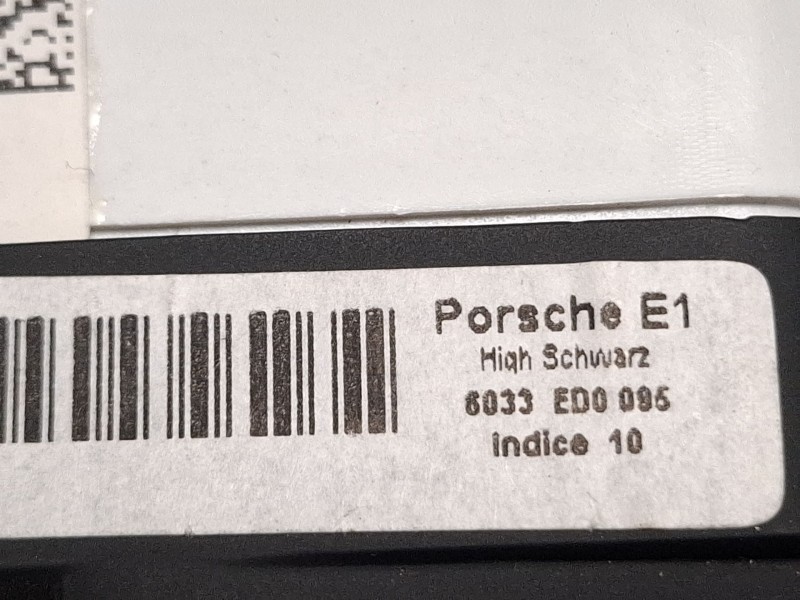 Porsche E1
High Schwarz
6033 ED0 095
Indice 10